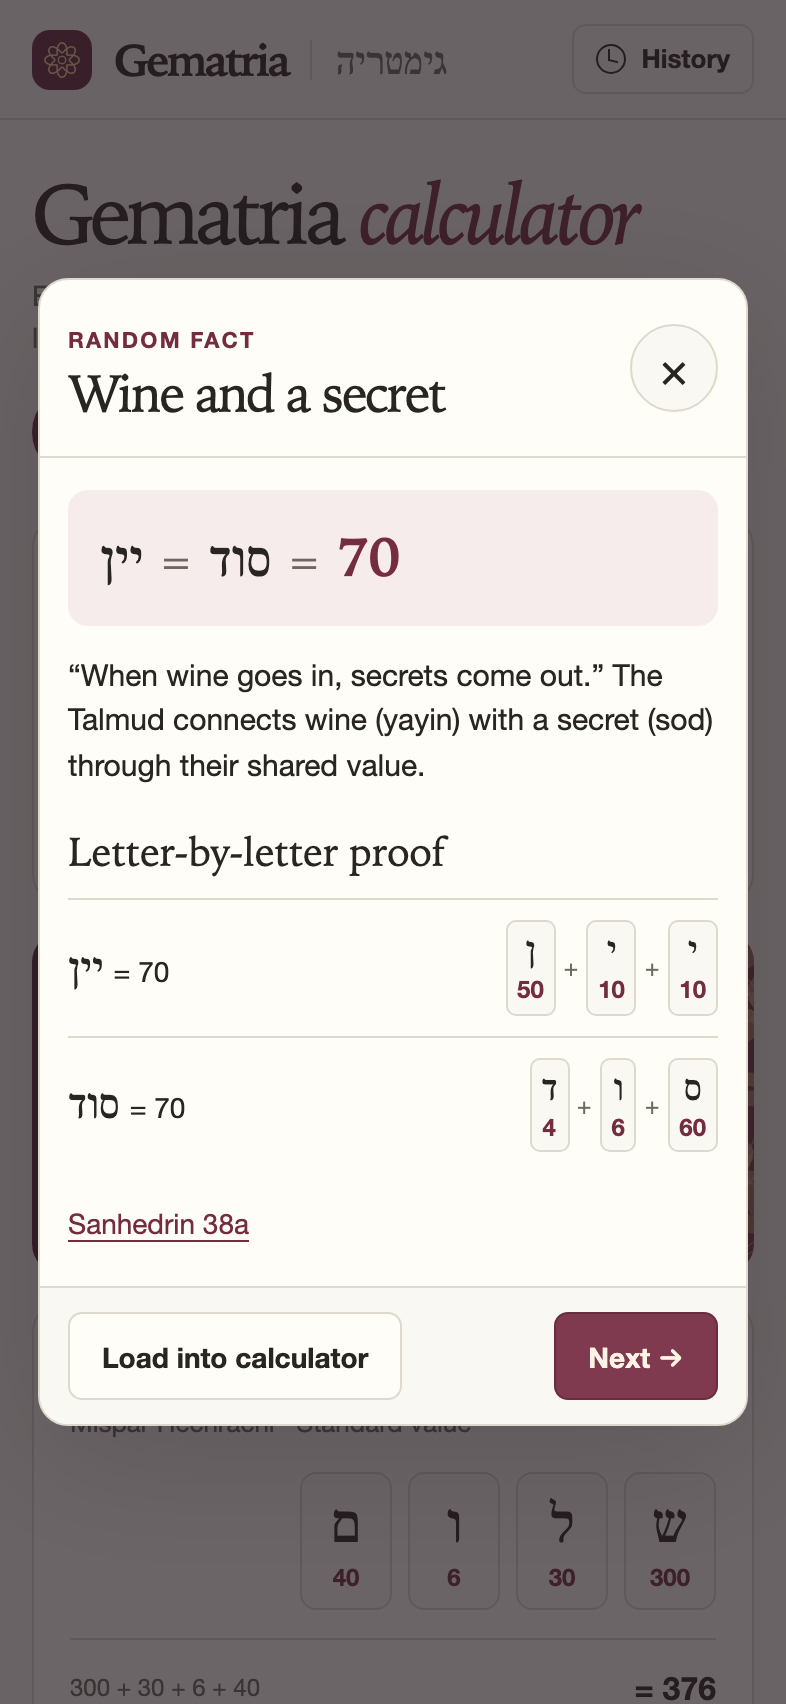 Gematria גימטריה
History
Gematria calculator
RANDOM FACT
Wine and a secret
יין = סוד = 70
“When wine goes in, secrets come out.” The
Talmud connects wine (yayin) with a secret (sod)
through their shared value.
Letter-by-letter proof
יין = 70
י + י + ן
10 10 50
סוד = 70
ס + ו + ד
60 6 4
Sanhedrin 38a
Load into calculator
Next →
ש ל ו ם
300 30 6 40
300 + 30 + 6 + 40
= 376